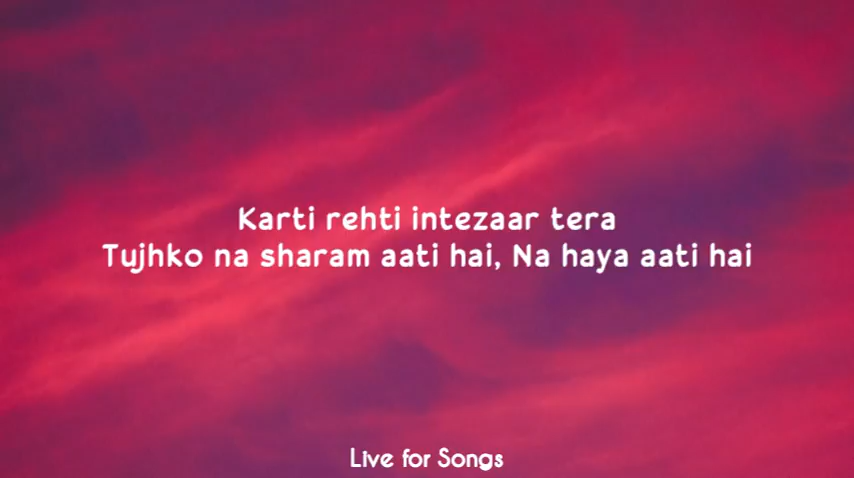 Karti rehti intezaar tera
Tujhko na sharam aati hai, Na haya aati hai
Live for Songs